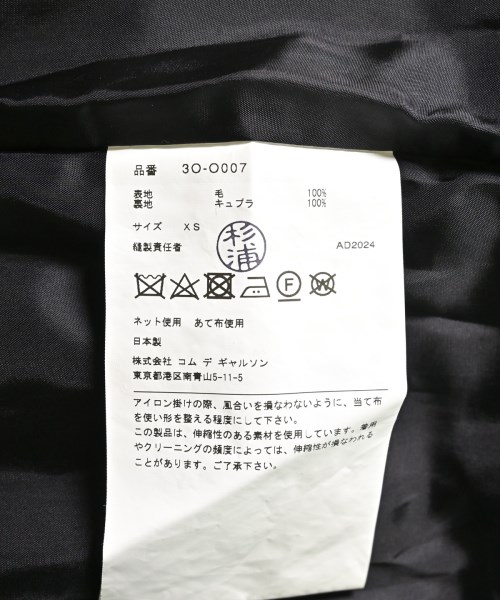 品番 3O-O007
表地 毛 100%
裏地 キュプラ 100%
サイズ XS
縫製責任者 杉浦 AD2024
F W
ネット使用 あて布使用
日本製
株式会社 コム デ ギャルソン
東京都港区南青山5-11-5
アイロン掛けの際、風合いを損なわないように、当て布
を使い形を整える程度にして下さい。
この製品は、伸縮性のある素材を使用しています。着用
やクリーニングの頻度によっては、伸縮性が損なわれる
ことがあります。ご了承下さい。